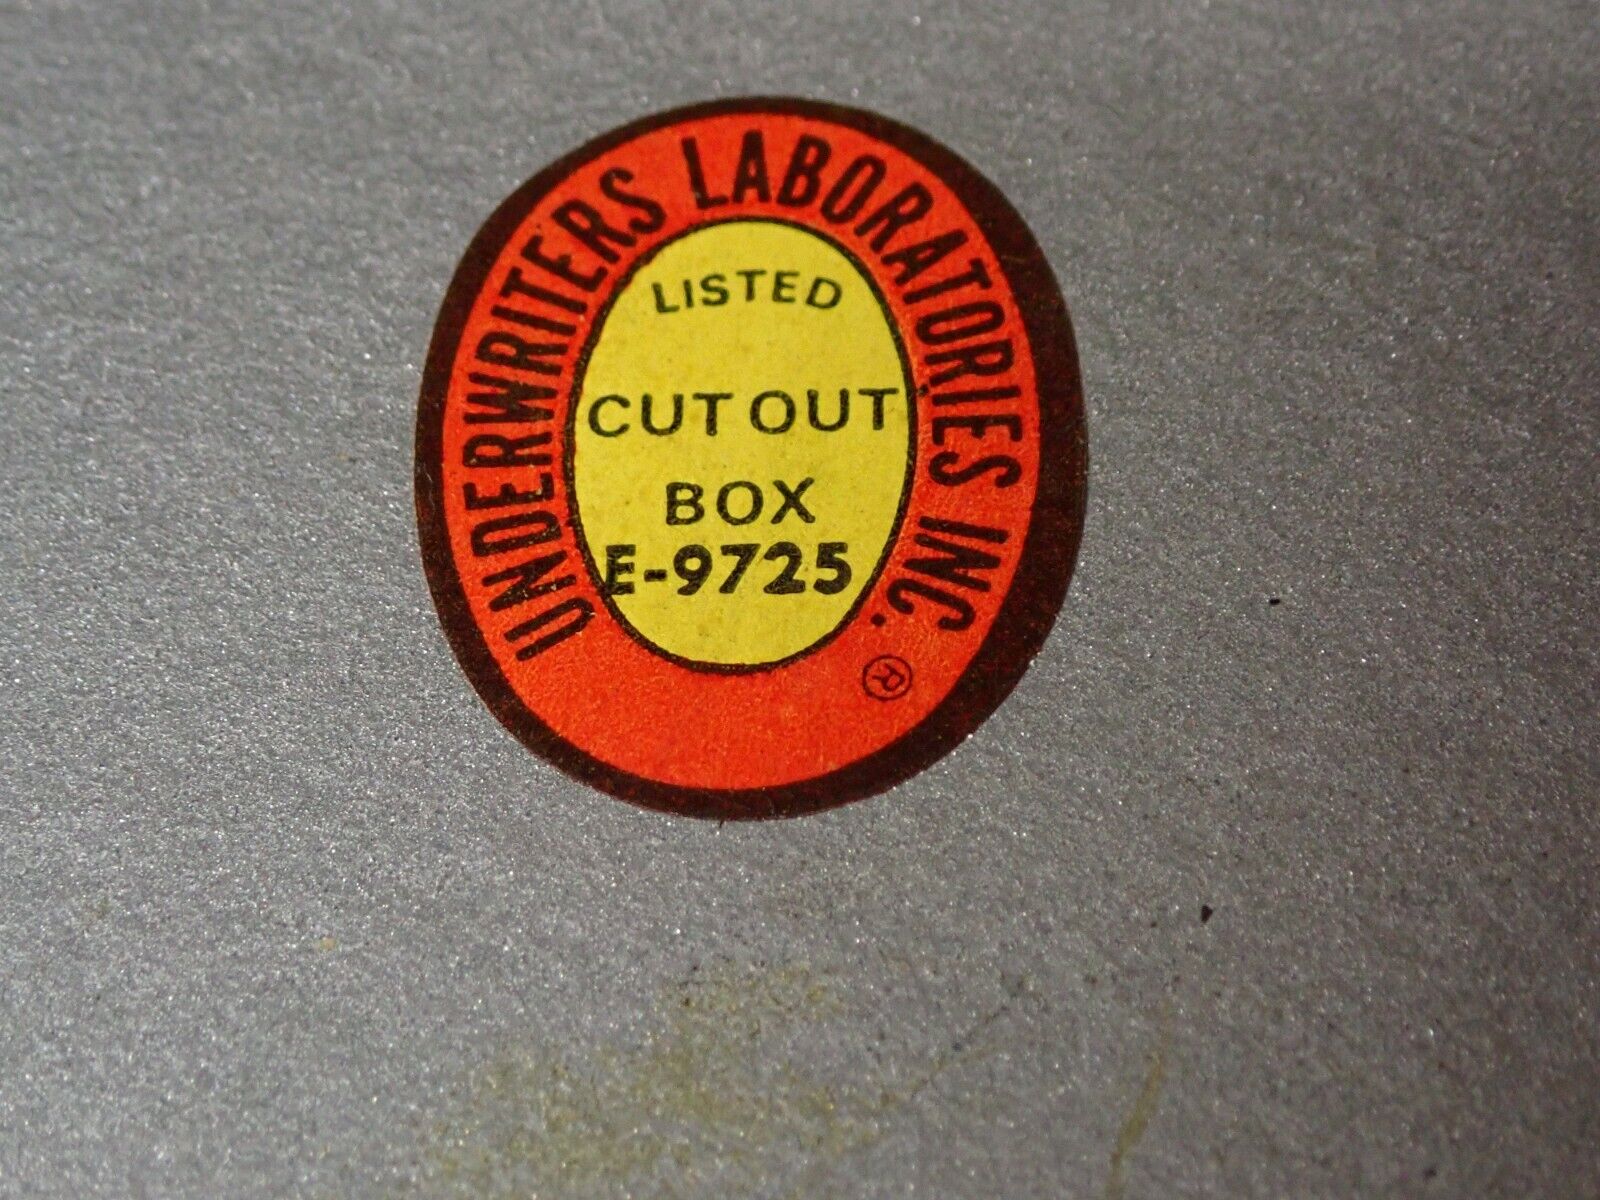 UNDERWRITERS LABORATORIES INC.
LISTED
CUT OUT
BOX
E-9725
®